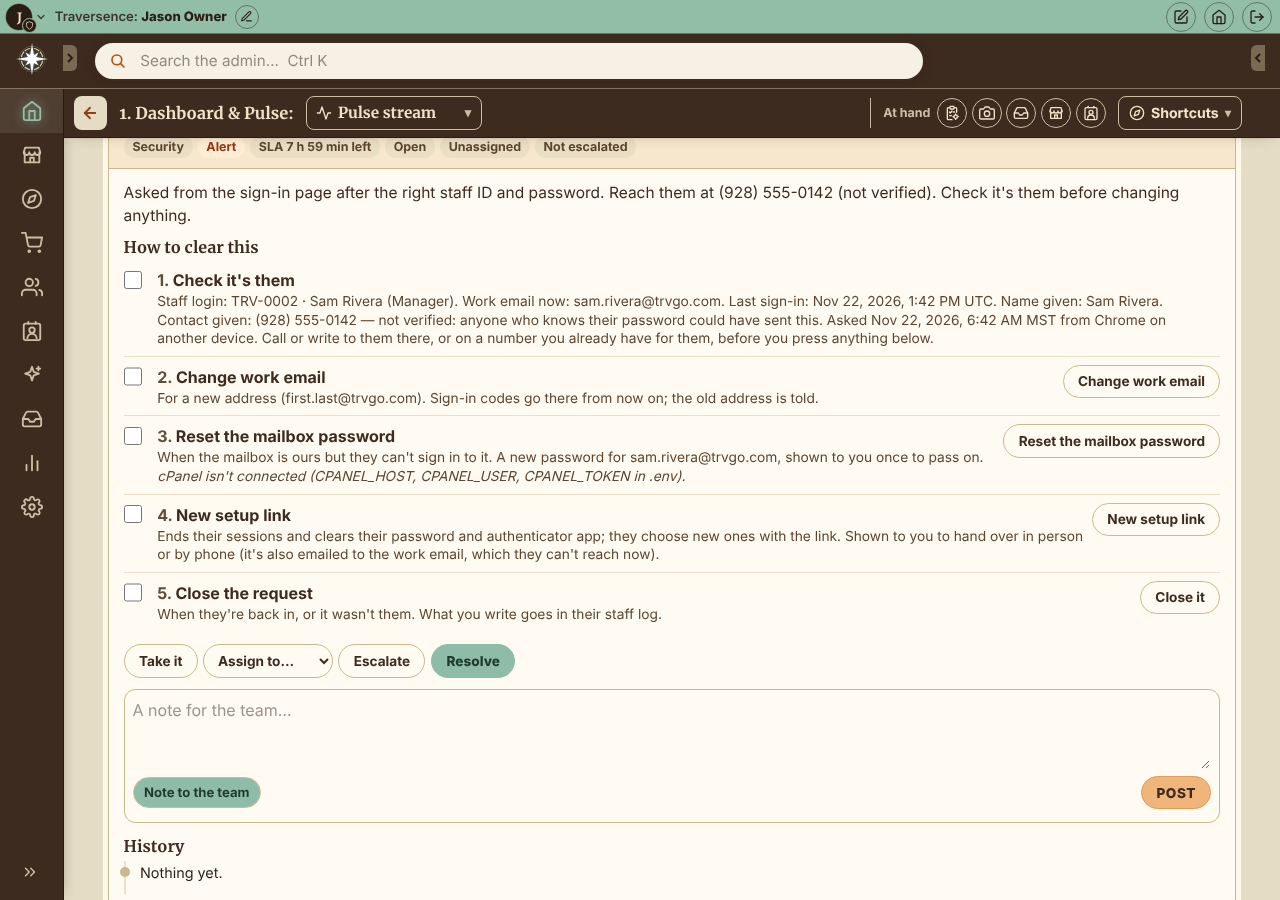 J
Traversence: Jason Owner
Search the admin... Ctrl K
1. Dashboard & Pulse:
Pulse stream
At hand
Shortcuts
Security
Alert
SLA 7 h 59 min left
Open
Unassigned
Not escalated
Asked from the sign-in page after the right staff ID and password. Reach them at (928) 555-0142 (not verified). Check it's them before changing
anything.
How to clear this
1. Check it's them
Staff login: TRV-0002 · Sam Rivera (Manager). Work email now: sam.rivera@trvgo.com. Last sign-in: Nov 22, 2026, 1:42 PM UTC. Name given: Sam Rivera.
Contact given: (928) 555-0142 — not verified: anyone who knows their password could have sent this. Asked Nov 22, 2026, 6:42 AM MST from Chrome on
another device. Call or write to them there, or on a number you already have for them, before you press anything below.
2. Change work email
Change work email
For a new address (first.last@trvgo.com). Sign-in codes go there from now on; the old address is told.
3. Reset the mailbox password
Reset the mailbox password
When the mailbox is ours but they can't sign in to it. A new password for sam.rivera@trvgo.com, shown to you once to pass on.
cPanel isn't connected (CPANEL_HOST, CPANEL_USER, CPANEL_TOKEN in .env).
4. New setup link
New setup link
Ends their sessions and clears their password and authenticator app; they choose new ones with the link. Shown to you to hand over in person
or by phone (it's also emailed to the work email, which they can't reach now).
5. Close the request
Close it
When they're back in, or it wasn't them. What you write goes in their staff log.
Take it
Assign to...
Escalate
Resolve
A note for the team...
Note to the team
POST
History
Nothing yet.